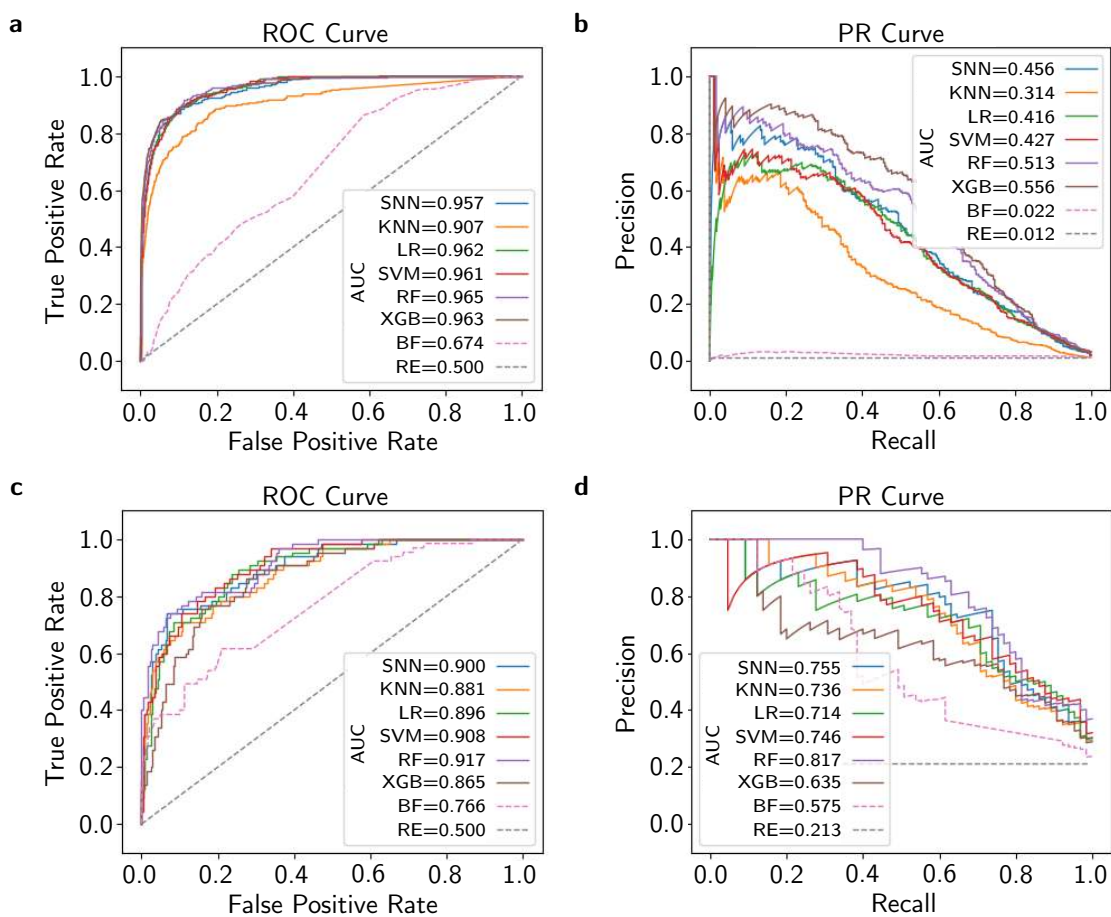 a
ROC Curve
True Positive Rate
1.0
0.8
0.6
0.4
0.2
0.0
AUC
SNN=0.957
KNN=0.907
LR=0.962
SVM=0.961
RF=0.965
XGB=0.963
BF=0.674
RE=0.500
0.0 0.2 0.4 0.6 0.8 1.0
False Positive Rate
b
PR Curve
Precision
1.0
0.8
0.6
0.4
0.2
0.0
AUC
SNN=0.456
KNN=0.314
LR=0.416
SVM=0.427
RF=0.513
XGB=0.556
BF=0.022
RE=0.012
0.0 0.2 0.4 0.6 0.8 1.0
Recall
c
ROC Curve
True Positive Rate
1.0
0.8
0.6
0.4
0.2
0.0
AUC
SNN=0.900
KNN=0.881
LR=0.896
SVM=0.908
RF=0.917
XGB=0.865
BF=0.766
RE=0.500
0.0 0.2 0.4 0.6 0.8 1.0
False Positive Rate
d
PR Curve
Precision
1.0
0.8
0.6
0.4
0.2
0.0
AUC
SNN=0.755
KNN=0.736
LR=0.714
SVM=0.746
RF=0.817
XGB=0.635
BF=0.575
RE=0.213
0.0 0.2 0.4 0.6 0.8 1.0
Recall